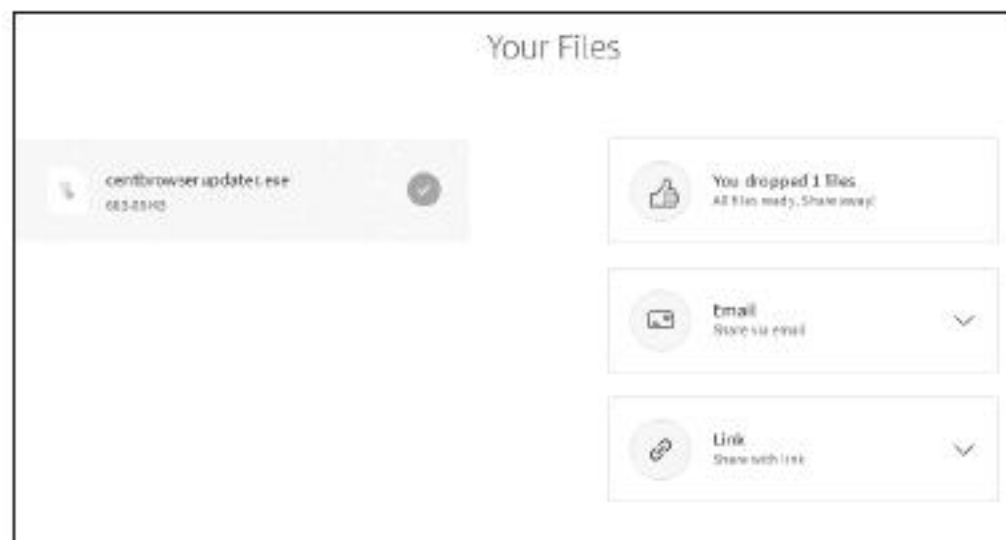 Your Files
centbrowserupdater.exe
You dropped 1 files
All files ready. Share away!
Email
Share via email
Link
Share with link